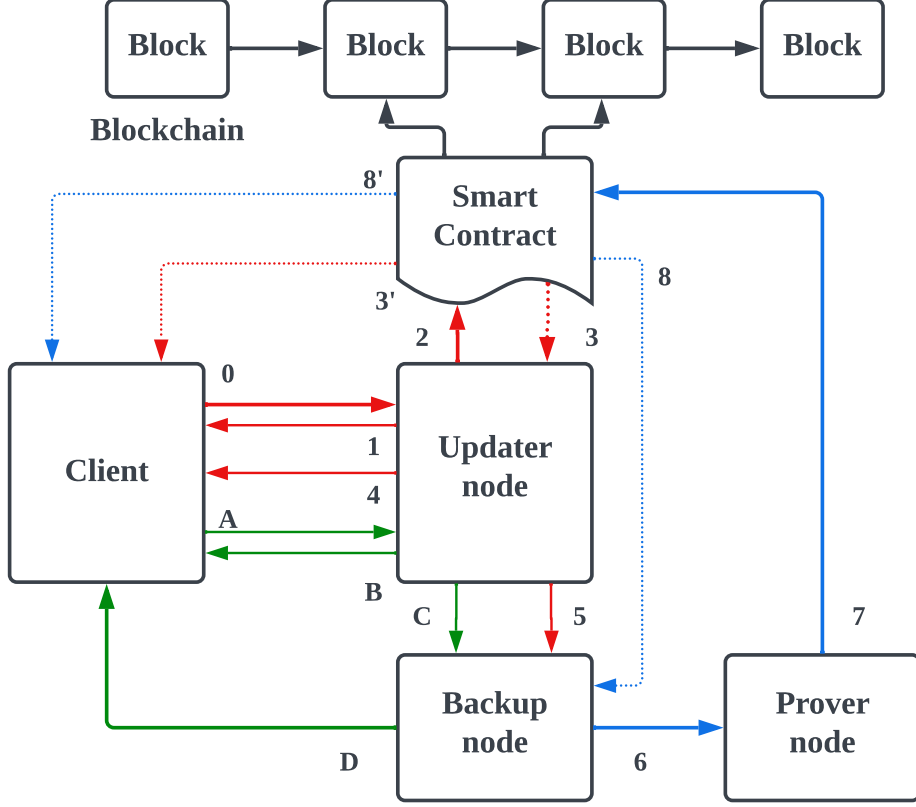 Block
Block
Block
Block
Blockchain
8'
Smart
Contract
8
3'
2
3
0
1
4
A
B
Client
Updater
node
C
5
7
Backup
node
Prover
node
D
6